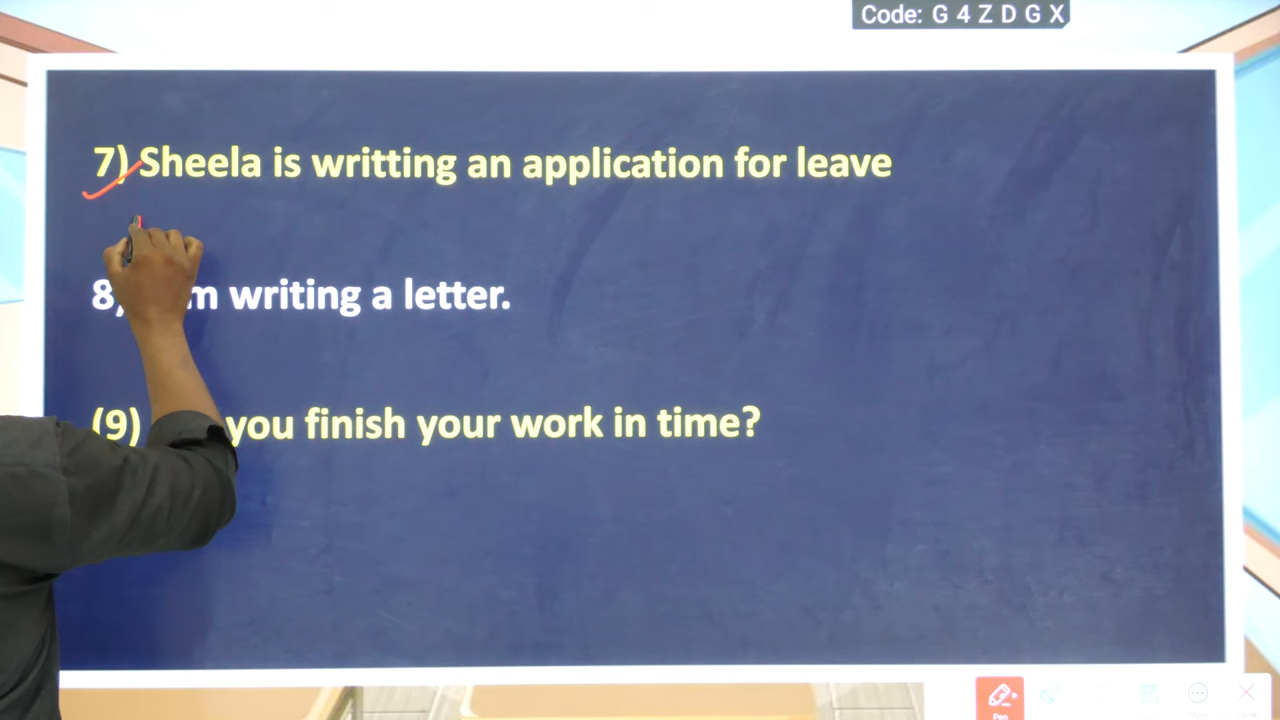 Code: G 4 Z D G X
7) Sheela is writting an application for leave
8) m writing a letter.
(9) you finish your work in time?
Pen